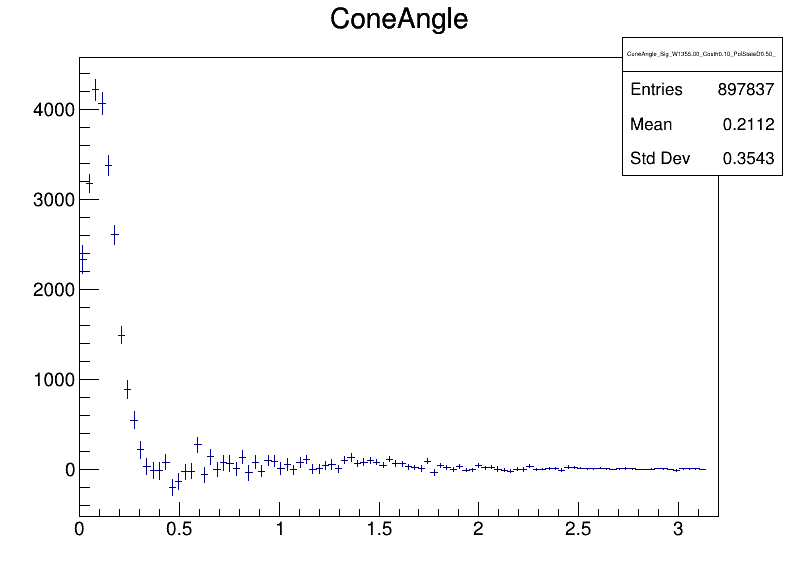 ConeAngle
ConeAngle_Sig_W1355.00_Costh0.10_PolStateD0.50_
Entries 897837
Mean 0.2112
Std Dev 0.3543
4000
3000
2000
1000
0
0 0.5 1 1.5 2 2.5 3